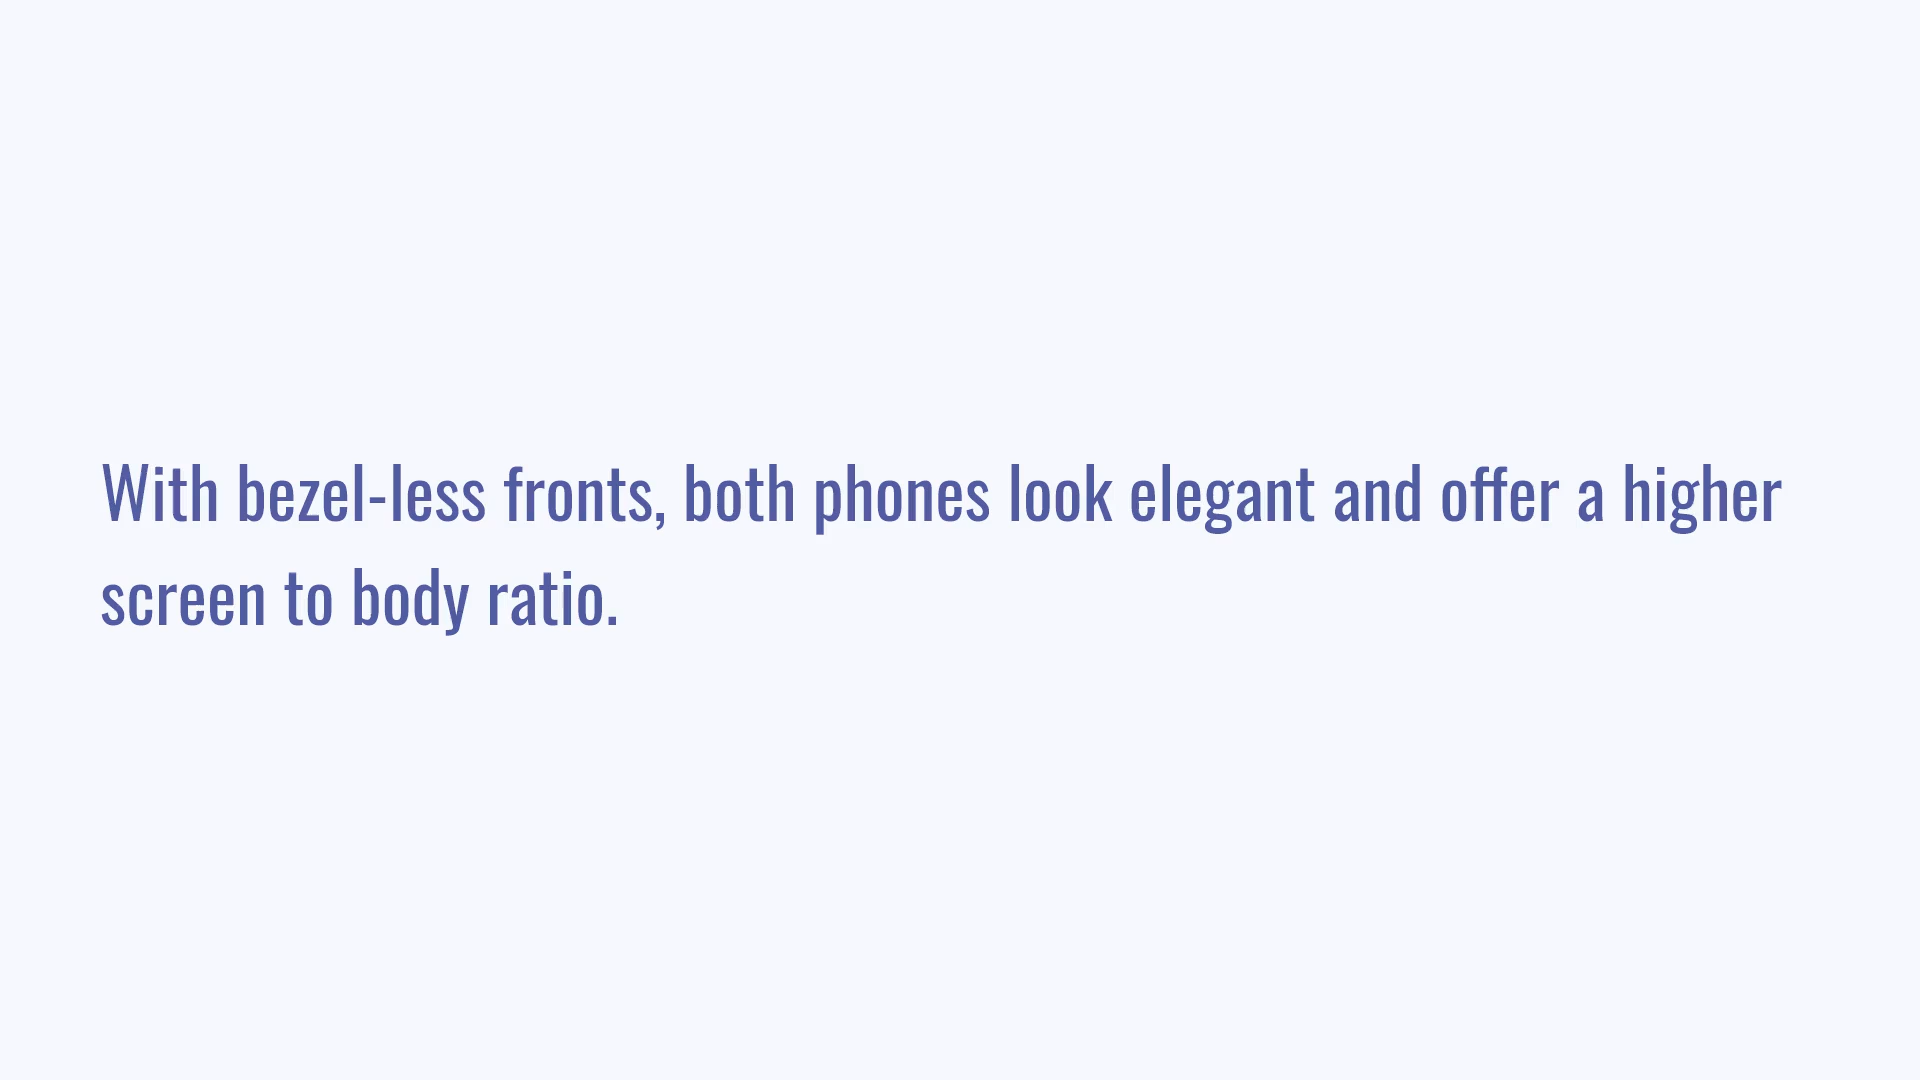 With bezel-less fronts, both phones look elegant and offer a higher
screen to body ratio.